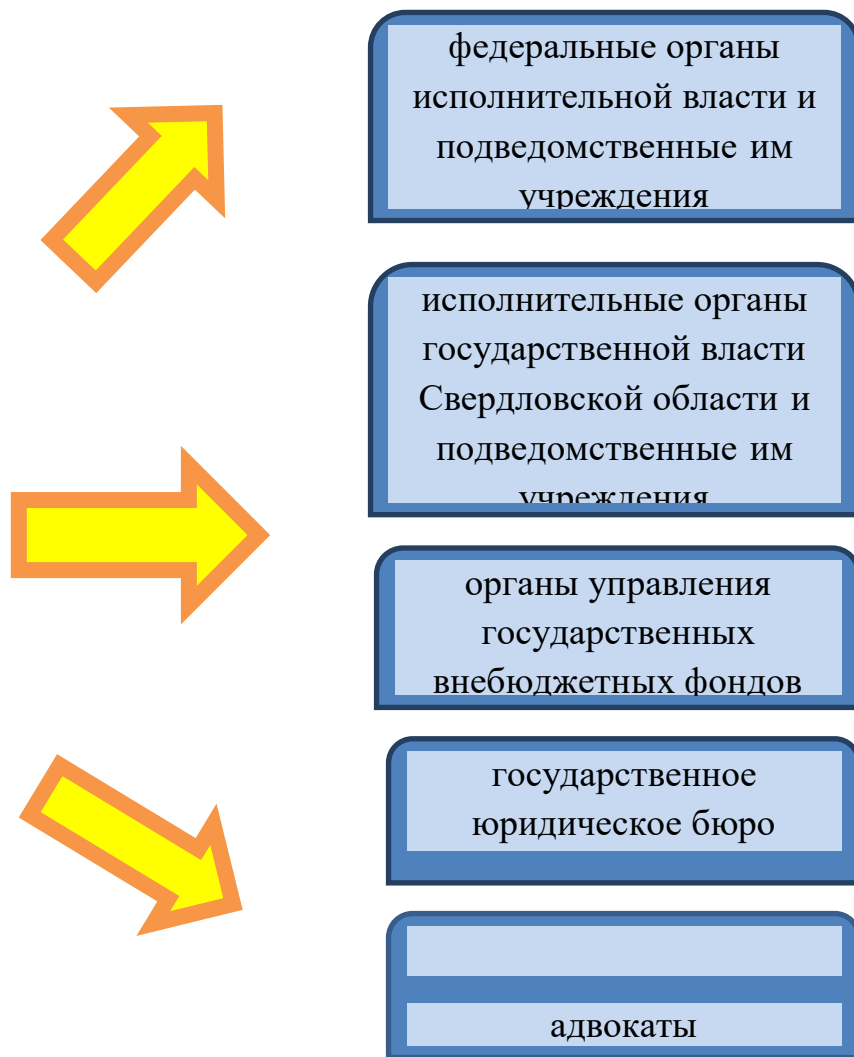 федеральные органы
исполнительной власти и
подведомственные им
учреждения
исполнительные органы
государственной власти
Свердловской области и
подведомственные им
учреждения
органы управления
государственных
внебюджетных фондов
государственное
юридическое бюро
адвокаты